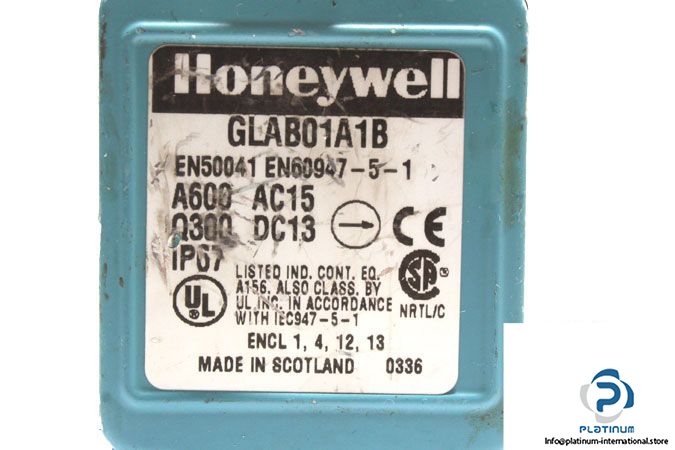 Honeywell
GLAB01A1B
EN50041 EN60947-5-1
A600 AC15
Q300 DC13
IP67
CE
UL
®
LISTED IND. CONT. EQ.
A156. ALSO CLASS. BY
UL INC. IN ACCORDANCE
WITH IEC947-5-1
SA
®
NRTL/C
ENCL 1, 4, 12, 13
MADE IN SCOTLAND 0336
PLATINUM
Info@platinum-international.store